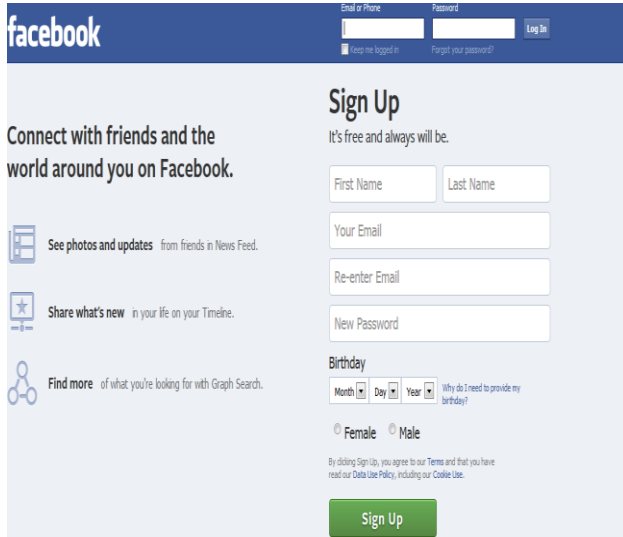 facebook
Email or Phone
Password
Log In
Keep me logged in
Forgot your password?
Connect with friends and the
world around you on Facebook.
See photos and updates from friends in News Feed.
Share what's new in your life on your Timeline.
Find more of what you're looking for with Graph Search.
Sign Up
It's free and always will be.
First Name Last Name
Your Email
Re-enter Email
New Password
Birthday
Month Day Year
Why do I need to provide my
birthday?
Female Male
By clicking Sign Up, you agree to our Terms and that you have
read our Data Use Policy, including our Cookie Use.
Sign Up